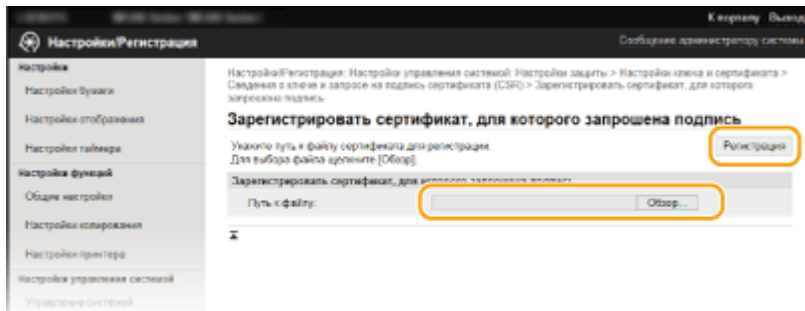 К порталу Выход
Настройки/Регистрация
Сообщение администратору системы
Настройки
Настройки бумаги
Настройки отображения
Настройки таймера
Настройки функций
Общие настройки
Настройки копирования
Настройки принтера
Настройки управления системой
Управление системой
Настройки/Регистрация: Настройки управления системой: Настройки защиты > Настройки ключа и сертификата >
Сведения о ключе и запросе на подпись сертификата (CSR) > Зарегистрировать сертификат, для которого
запрошена подпись
Зарегистрировать сертификат, для которого запрошена подпись
Укажите путь к файлу сертификата для регистрации.
Для выбора файла щелкните [Обзор].
Регистрация
Зарегистрировать сертификат, для которого запрошена подпись
Путь к файлу:
Обзор...